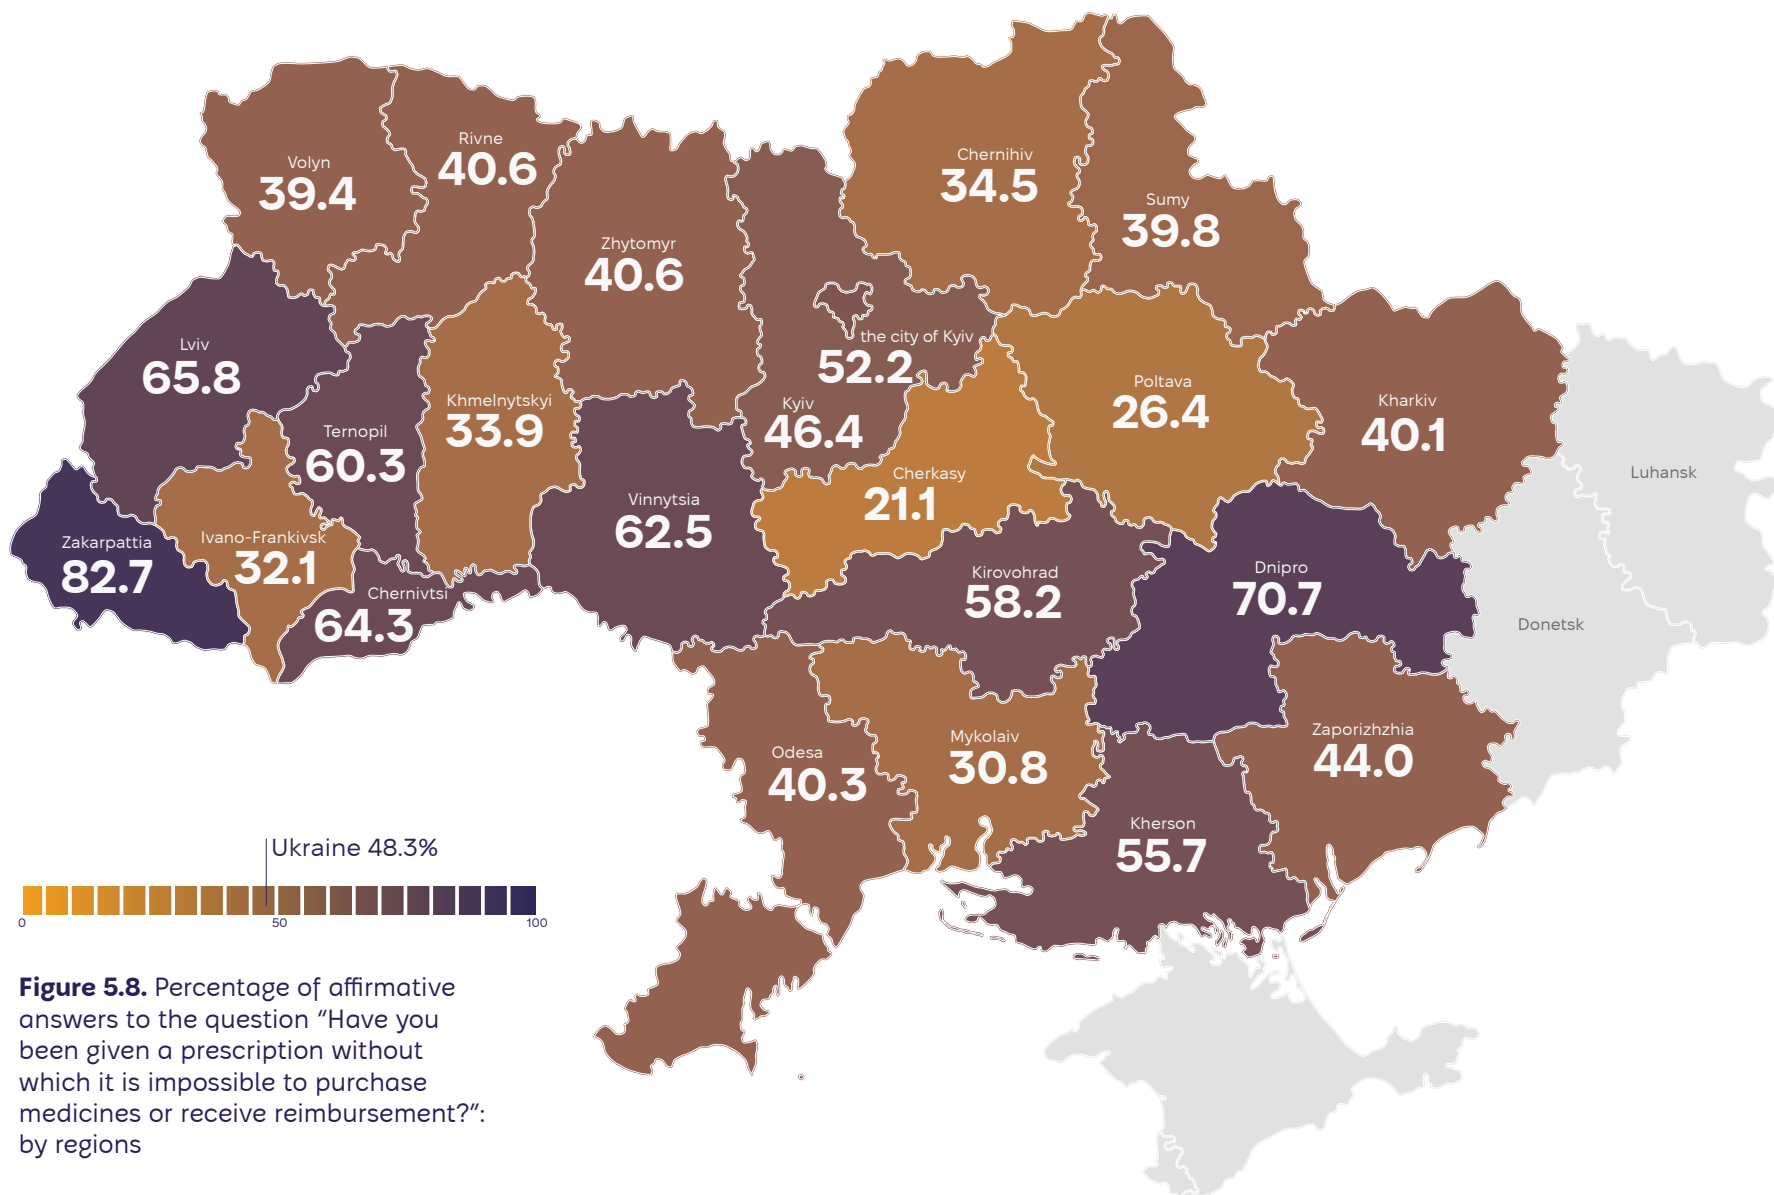 Chernihiv
34.5
Rivne
40.6
Volyn
39.4
Sumy
39.8
Zhytomyr
40.6
the city of Kyiv
52.2
Lviv
65.8
Khmelnytskyi
33.9
Kyiv
46.4
Poltava
26.4
Kharkiv
40.1
Ternopil
60.3
Cherkasy
21.1
Luhansk
Vinnytsia
62.5
Zakarpattia
82.7
Ivano-Frankivsk
32.1
Chernivtsi
64.3
Kirovohrad
58.2
Dnipro
70.7
Donetsk
Odesa
40.3
Mykolaiv
30.8
Zaporizhzhia
44.0
Kherson
55.7
Ukraine 48.3%
0 50 100
Figure 5.8. Percentage of affirmative
answers to the question “Have you
been given a prescription without
which it is impossible to purchase
medicines or receive reimbursement?”:
by regions